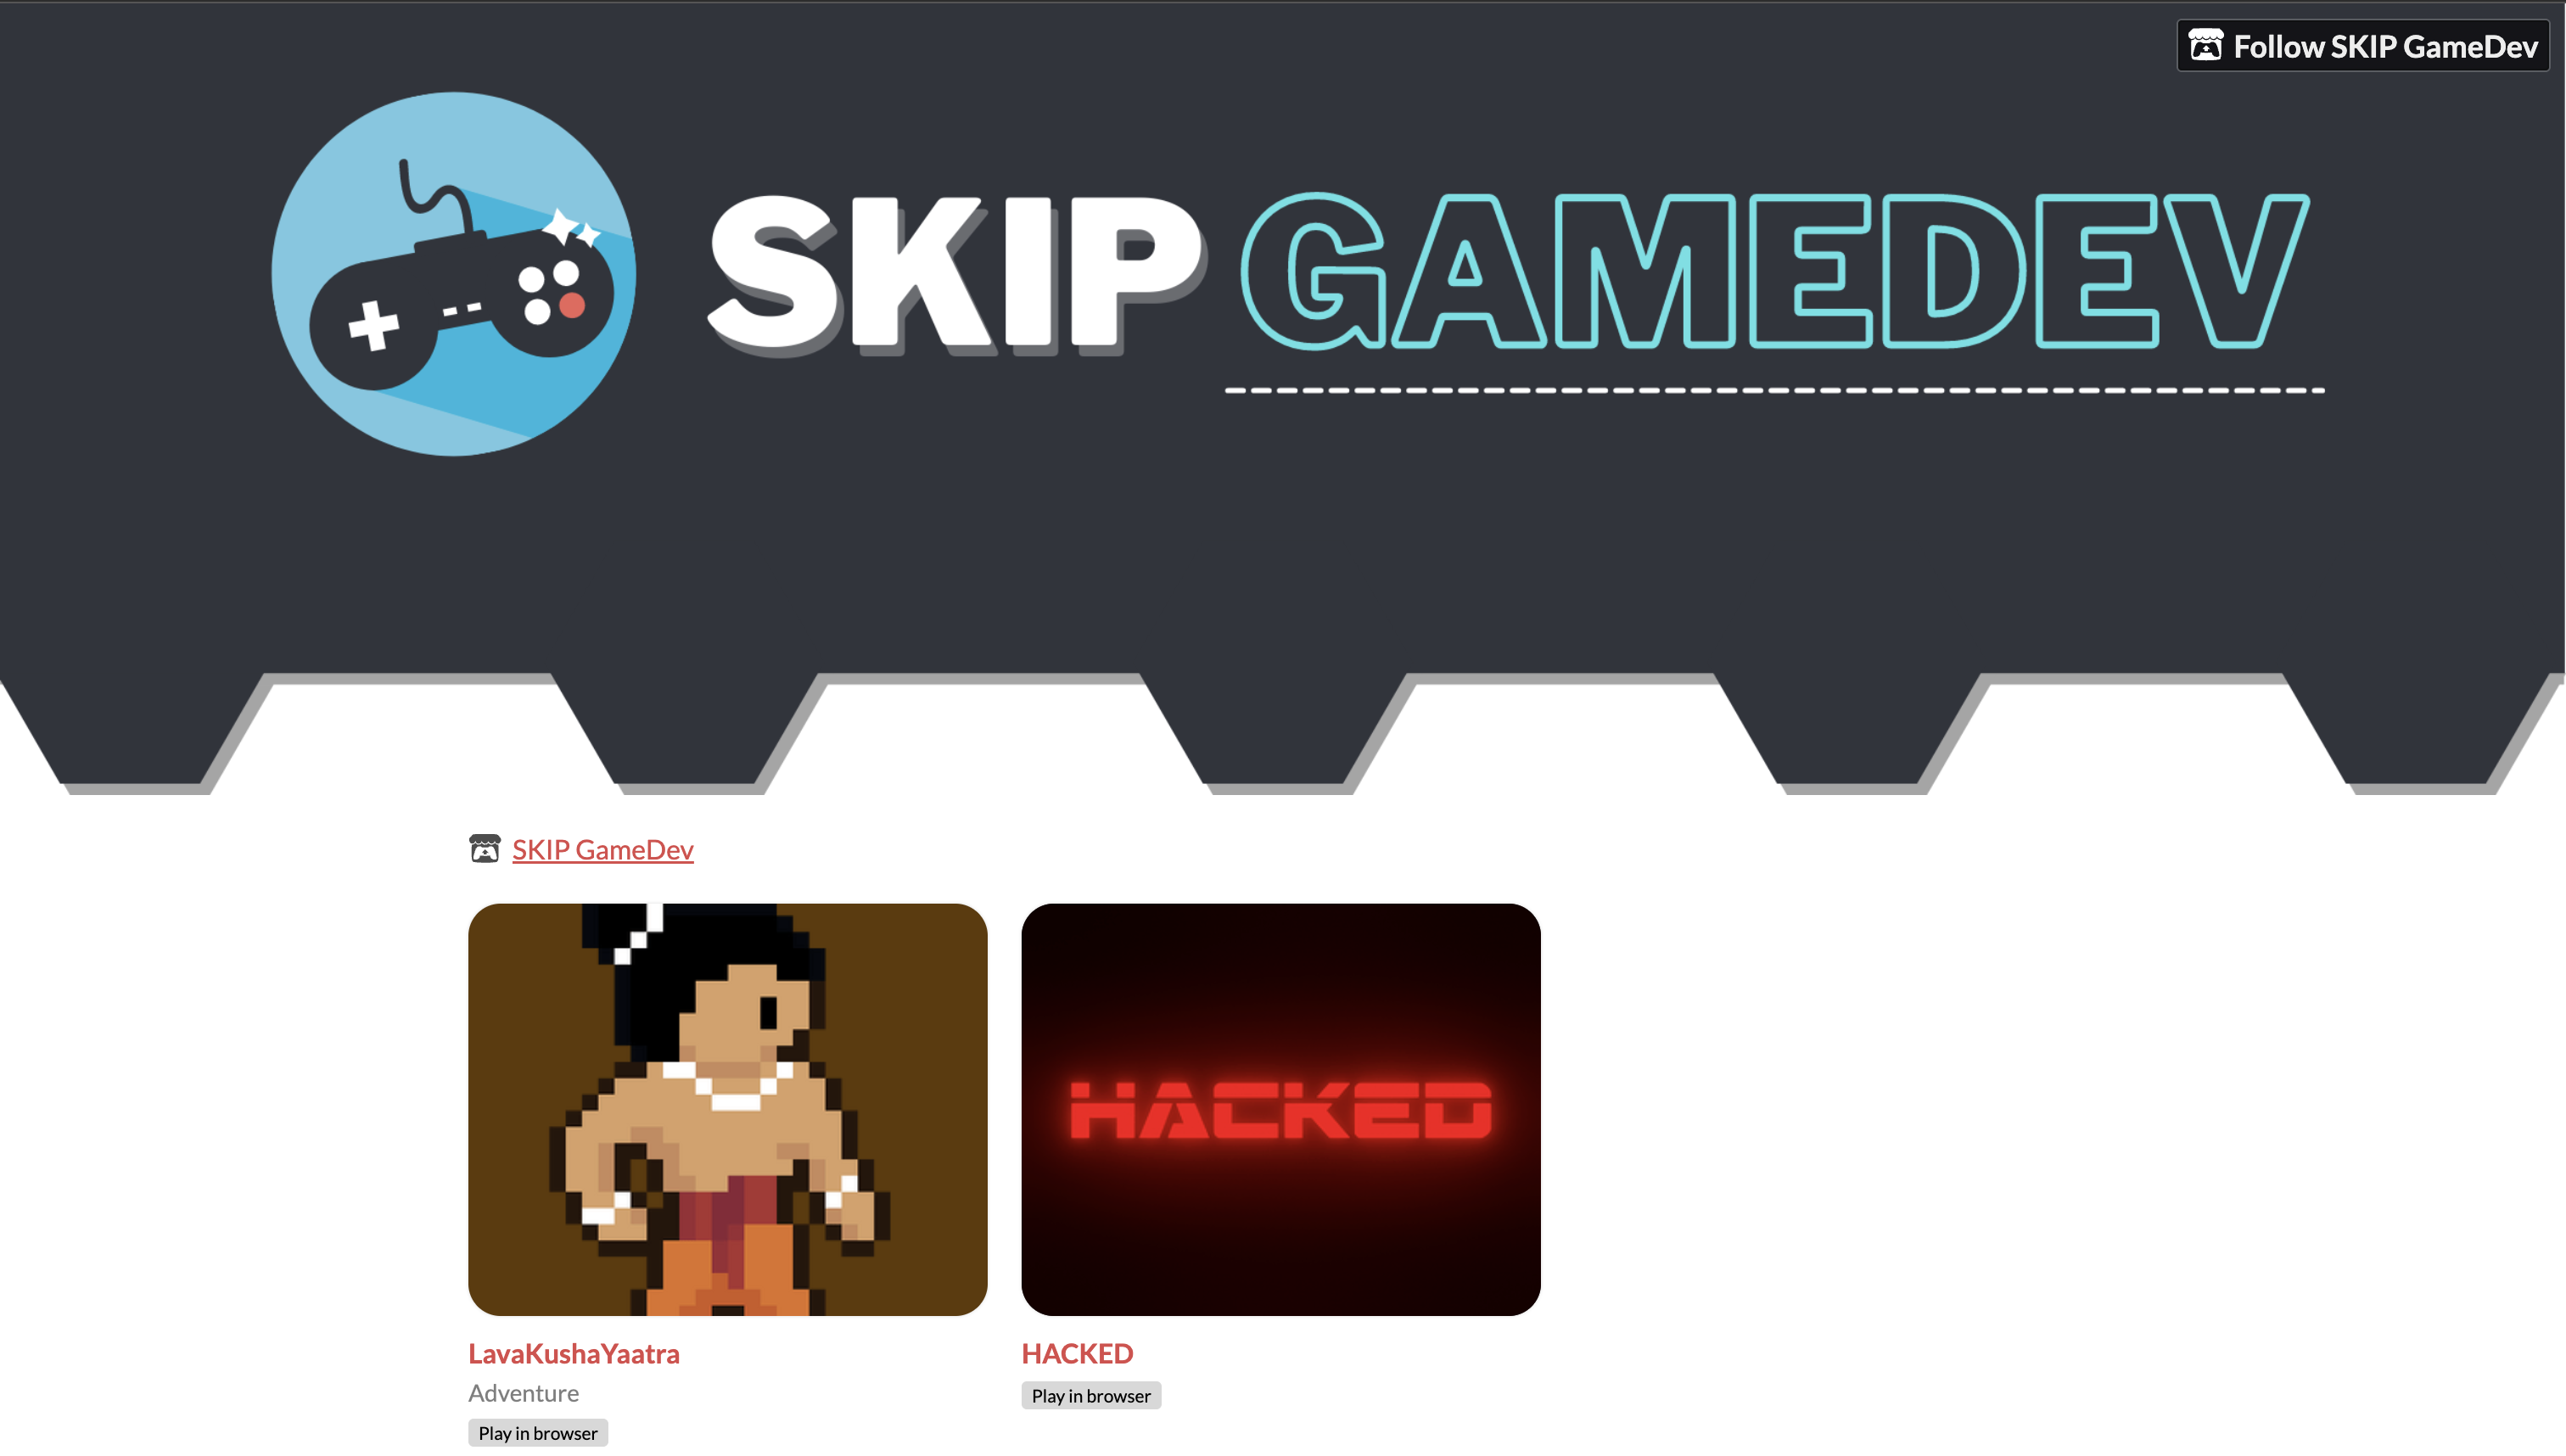 Follow SKIP GameDev
SKIP GAMEDEV
SKIP GameDev
HACKED
LavaKushaYaatra
Adventure
Play in browser
HACKED
Play in browser